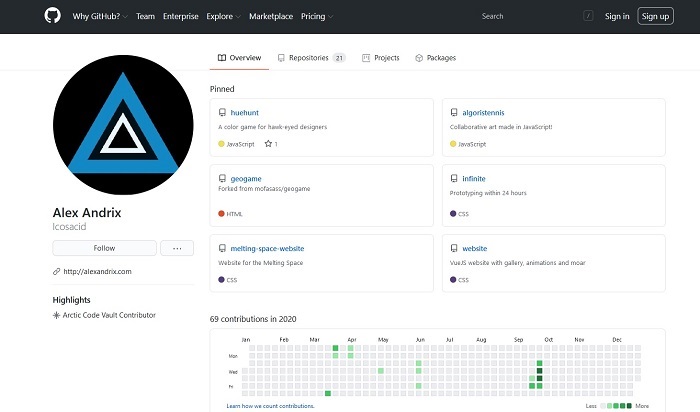 Why GitHub? Team Enterprise Explore Marketplace Pricing Search / Sign in Sign up
Overview Repositories 21 Projects Packages
Alex Andrix
Icosacid
Follow ...
http://alexandrix.com
Highlights
Arctic Code Vault Contributor
Pinned
huehunt
A color game for hawk-eyed designers
JavaScript 1
algoristennis
Collaborative art made in JavaScript!
JavaScript
geogame
Forked from mofasass/geogame
HTML
infinite
Prototyping within 24 hours
CSS
melting-space-website
Website for the Melting Space
CSS
website
VueJS website with gallery, animations and moar
CSS
69 contributions in 2020
Jan Feb Mar Apr May Jun Jul Aug Sep Oct Nov Dec
Mon
Wed
Fri
Learn how we count contributions. Less More